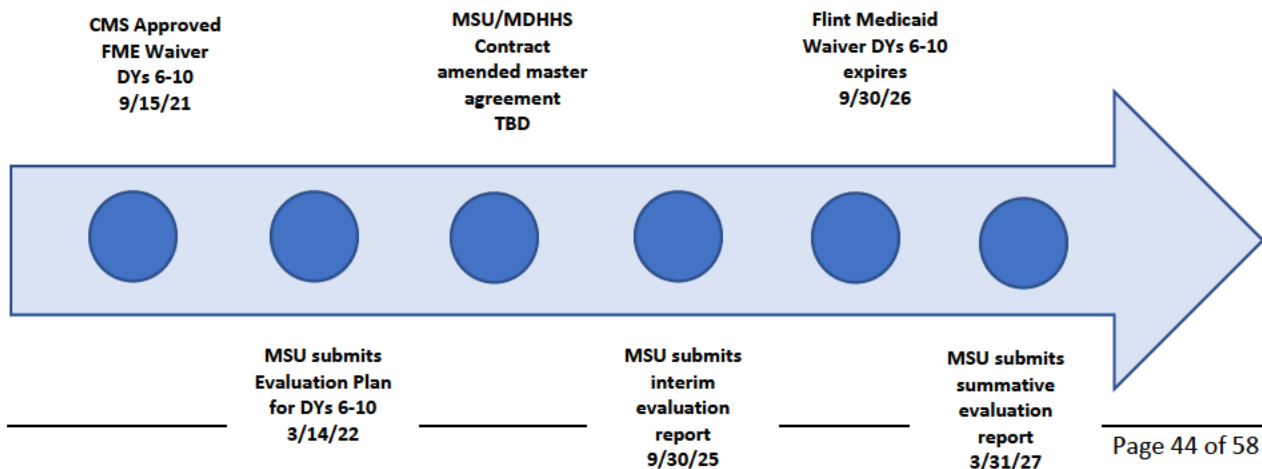 CMS Approved
FME Waiver
DYs 6-10
9/15/21
MSU/MDHHS
Contract
amended master
agreement
TBD
Flint Medicaid
Waiver DYs 6-10
expires
9/30/26
MSU submits
Evaluation Plan
for DYs 6-10
3/14/22
MSU submits
interim
evaluation
report
9/30/25
MSU submits
summative
evaluation
report
3/31/27
Page 44 of 58